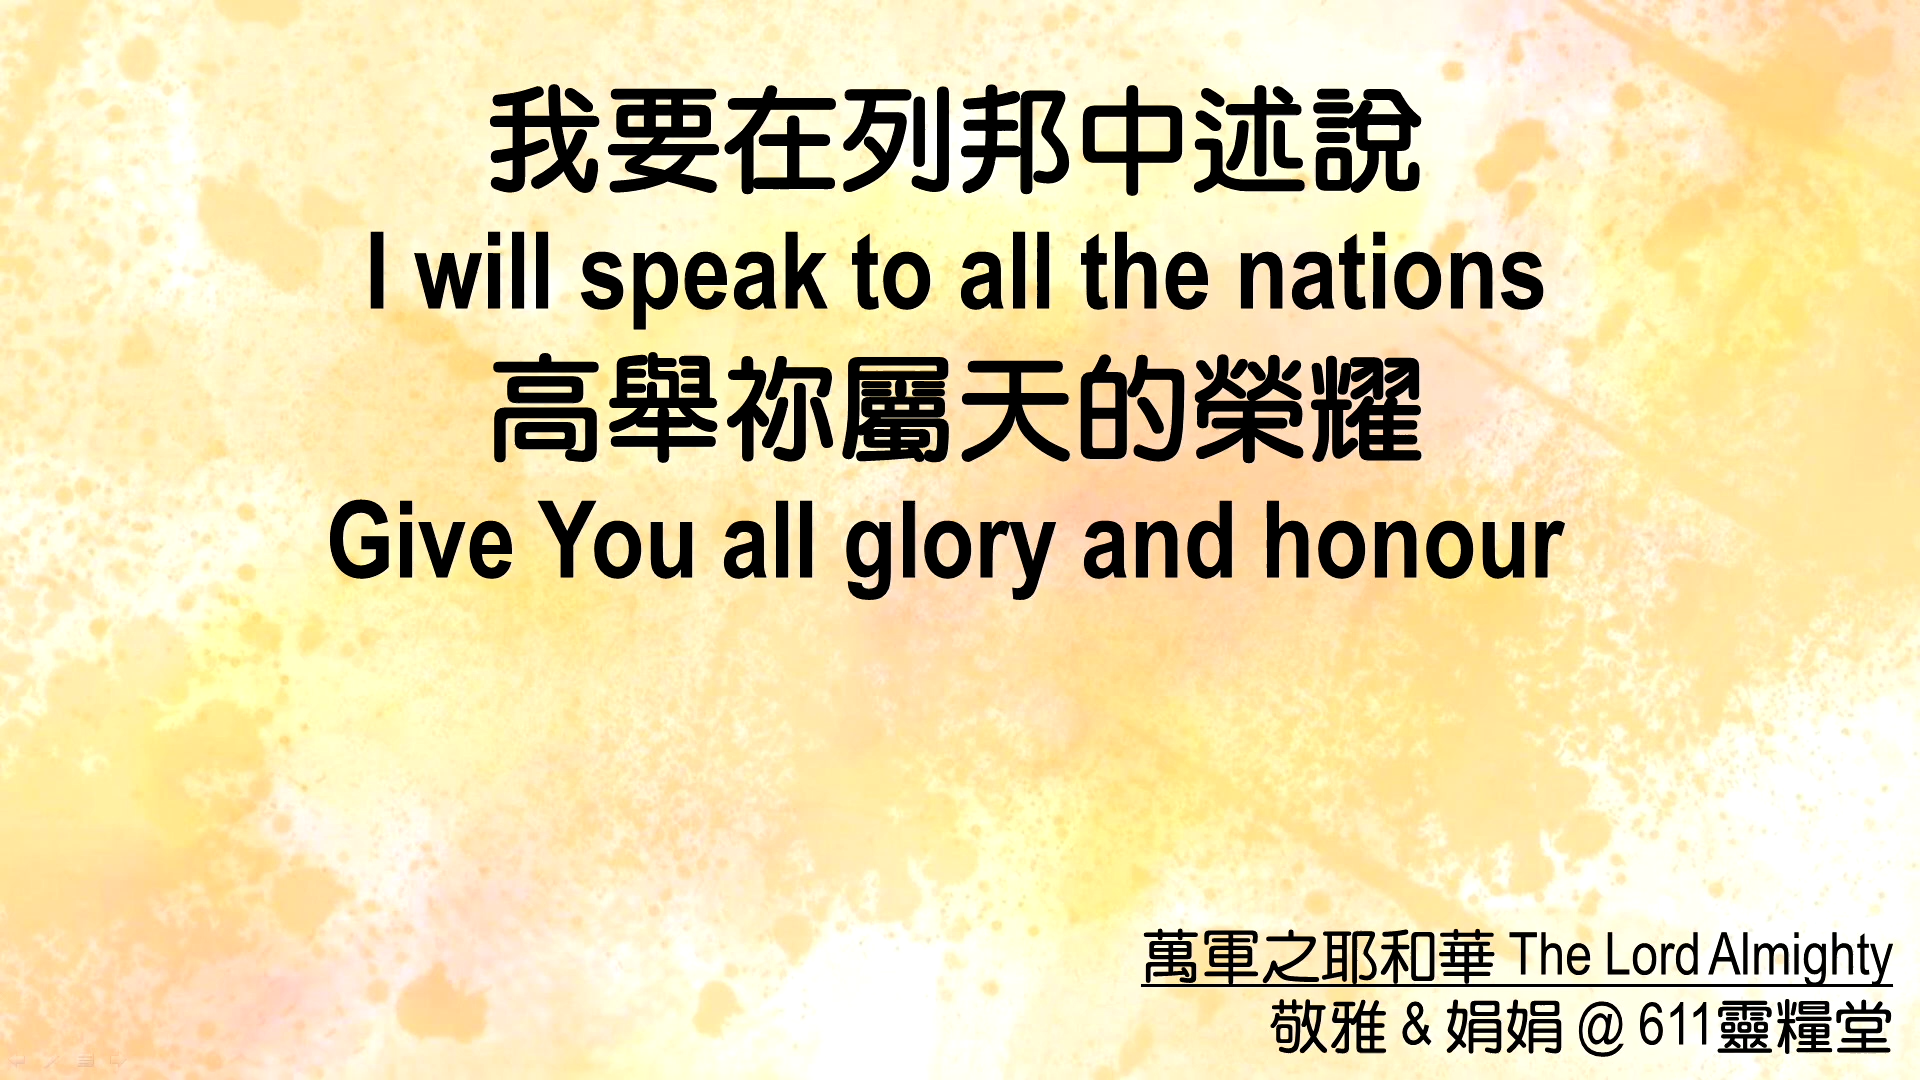 我要在列邦中述說
I will speak to all the nations
高舉祢屬天的榮耀
Give You all glory and honour
萬軍之耶和華 The Lord Almighty
敬雅 & 娟娟 @ 611靈糧堂